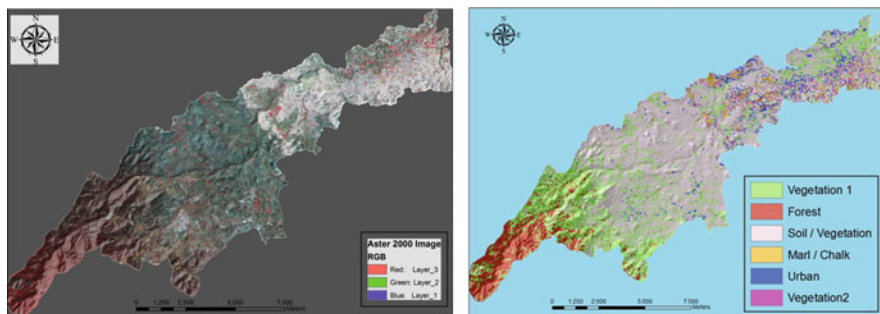 N
W E
S
Aster 2000 Image
RGB
Red: Layer_3
Green: Layer_2
Blue: Layer_1
0 1.250 2.500 5.000 7.500
Meters
N
W E
S
Vegetation 1
Forest
Soil / Vegetation
Marl / Chalk
Urban
Vegetation2
0 1.250 2.500 5.000 7.500
Meters